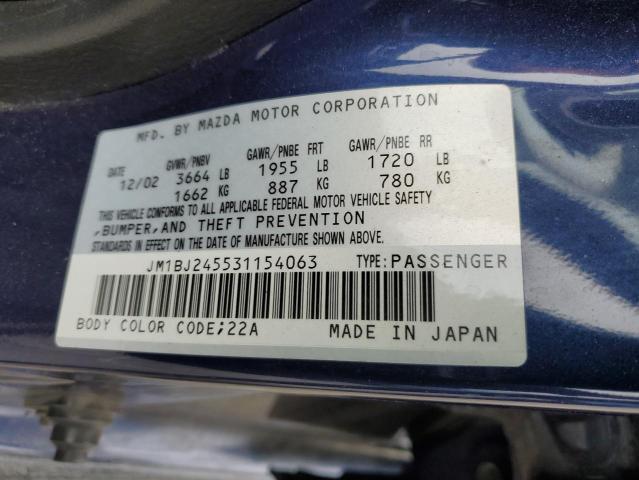 MFD. BY MAZDA MOTOR CORPORATION
DATE GVWR/PNBV GAWR/PNBE FRT GAWR/PNBE RR
12/02 3664 LB 1955 LB 1720 LB
1662 KG 887 KG 780 KG
THIS VEHICLE CONFORMS TO ALL APPLICABLE FEDERAL MOTOR VEHICLE SAFETY
,BUMPER,AND THEFT PREVENTION
STANDARDS IN EFFECT ON THE DATE OF MANUFACTURE SHOWN ABOVE.
JM1BJ245531154063 TYPE:PASSENGER
BODY COLOR CODE;22A MADE IN JAPAN